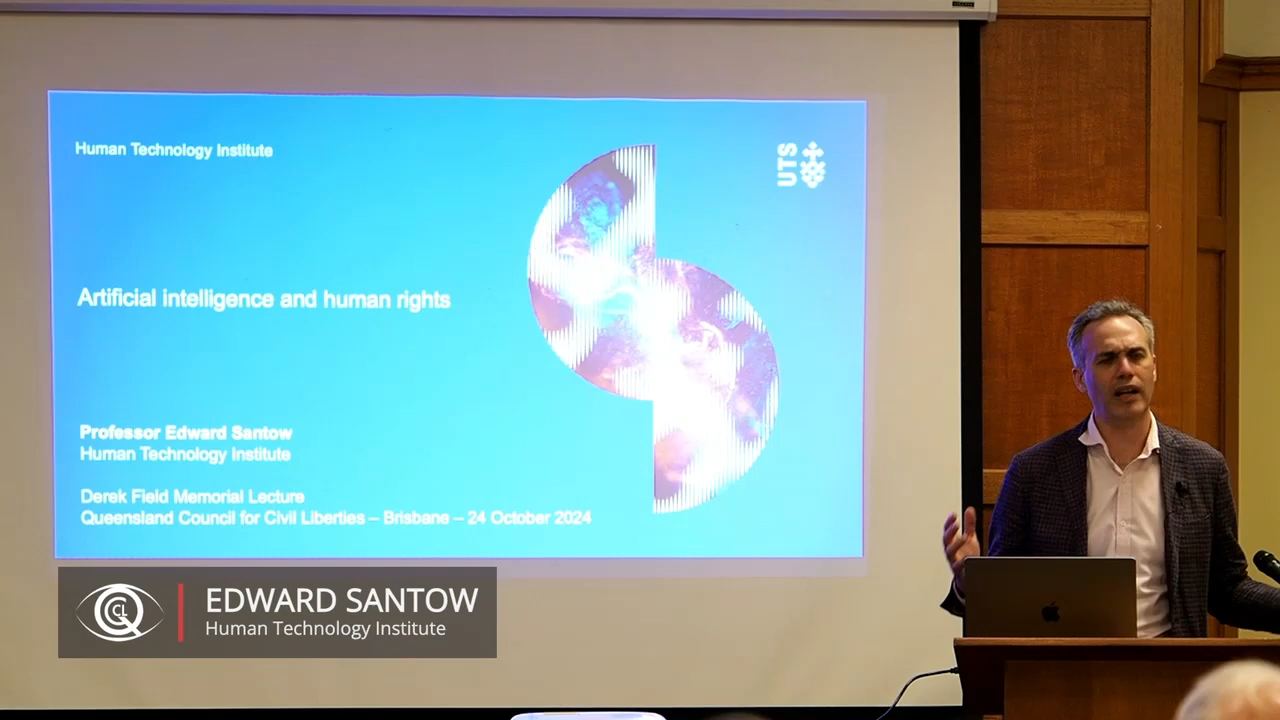 Human Technology Institute
UTS
Artificial intelligence and human rights
Professor Edward Santow
Human Technology Institute
Derek Field Memorial Lecture
Queensland Council for Civil Liberties – Brisbane – 24 October 2024
QCCL
EDWARD SANTOW
Human Technology Institute